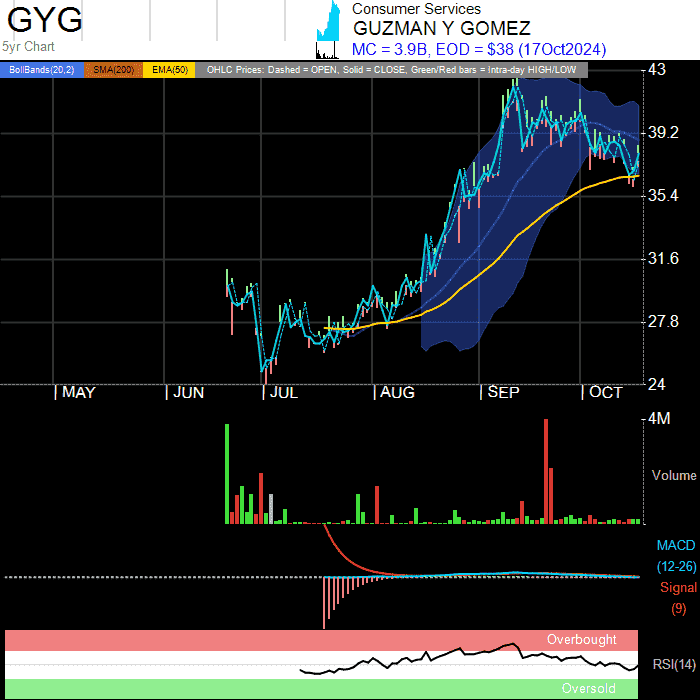 GYG
5yr Chart
Consumer Services
GUZMAN Y GOMEZ
MC = 3.9B, EOD = $38 (17Oct2024)
BollBands(20,2) SMA(200) EMA(50) OHLC Prices: Dashed = OPEN, Solid = CLOSE, Green/Red bars = Intra-day HIGH/LOW
43
39.2
35.4
31.6
27.8
24
| MAY | JUN | JUL | AUG | SEP | OCT
4M
Volume
MACD
(12-26)
Signal
(9)
Overbought
RSI(14)
Oversold